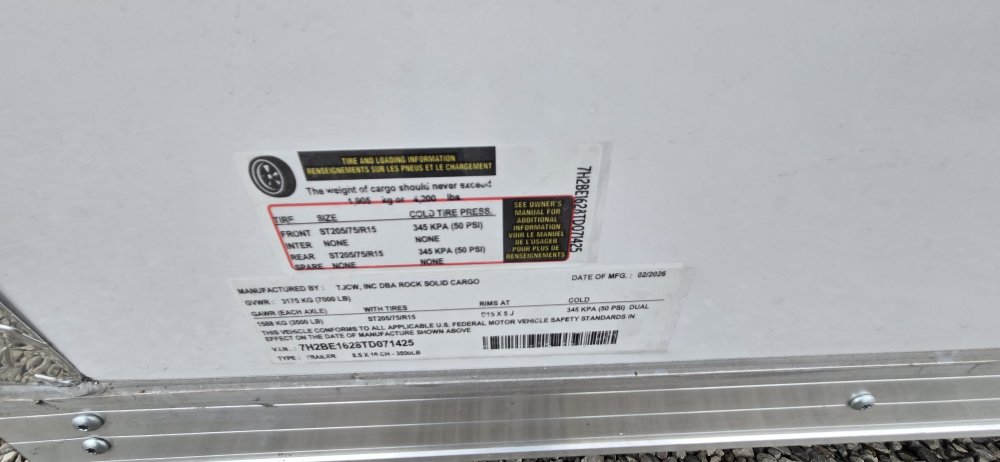 TIRE AND LOADING INFORMATION
RENSEIGNEMENTS SUR LES PNEUS ET LE CHARGEMENT
The weight of cargo should never exceed
1,905 kg or 4,200 lbs
TIRE SIZE COLD TIRE PRESS.
FRONT ST205/75/R15 345 KPA (50 PSI)
INTER NONE NONE
REAR ST205/75/R15 345 KPA (50 PSI)
SPARE NONE NONE
SEE OWNER'S
MANUAL FOR
ADDITIONAL
INFORMATION
VOIR LE MANUEL
DE L'USAGER
POUR PLUS DE
RENSEIGNEMENTS
7H2BE1628TD071425
MANUFACTURED BY : TJCW, INC DBA ROCK SOLID CARGO DATE OF MFG. : 02/2026
GVWR : 3175 KG (7000 LB)
GAWR (EACH AXLE) WITH TIRES RIMS AT COLD
1588 KG (3500 LB) ST205/75/R15 15 X 5 J 345 KPA (50 PSI) DUAL
THIS VEHICLE CONFORMS TO ALL APPLICABLE U.S. FEDERAL MOTOR VEHICLE SAFETY STANDARDS IN
EFFECT ON THE DATE OF MANUFACTURE SHOWN ABOVE
V.I.N. : 7H2BE1628TD071425
TYPE : TRAILER 8.5 X 16 CH - 3500LB